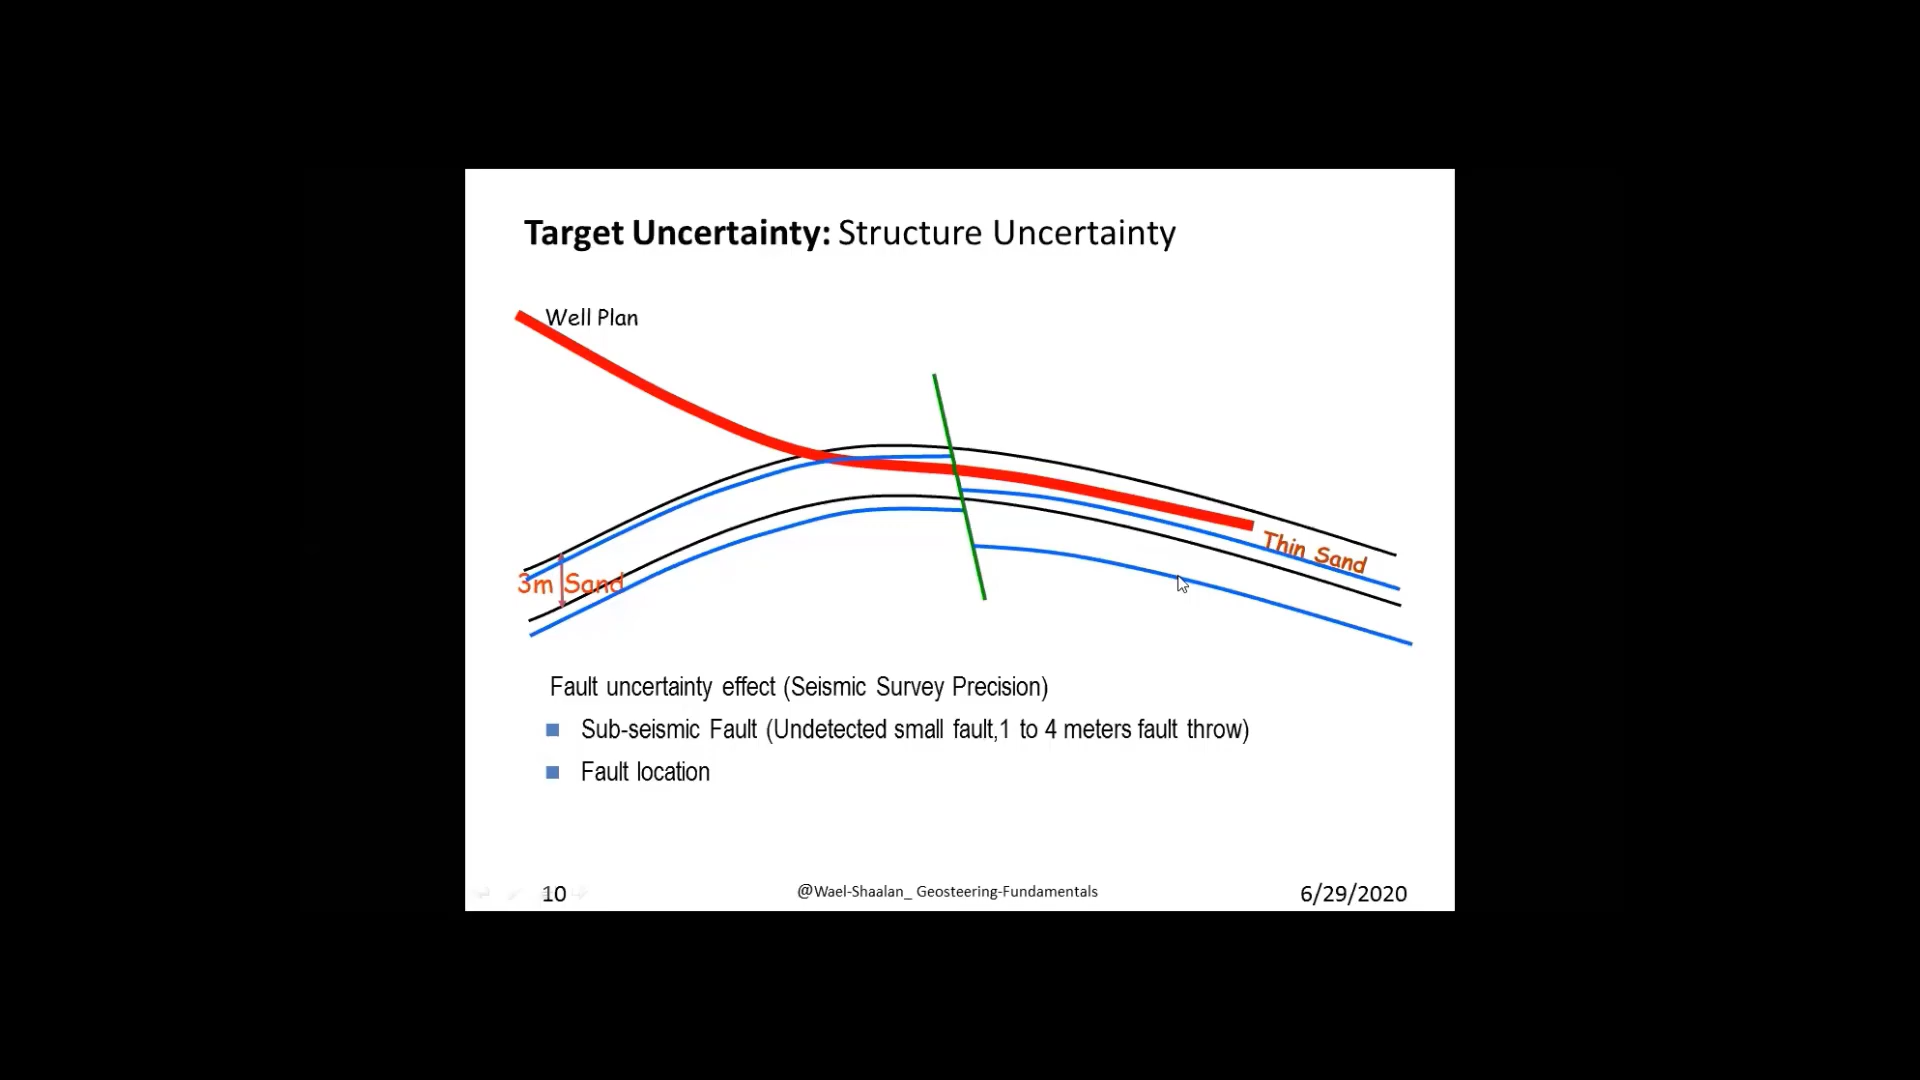 Target Uncertainty: Structure Uncertainty
Well Plan
Thin Sand
3m Sand
Fault uncertainty effect (Seismic Survey Precision)
Sub-seismic Fault (Undetected small fault,1 to 4 meters fault throw)
Fault location
10
@Wael-Shaalan_ Geosteering-Fundamentals
6/29/2020